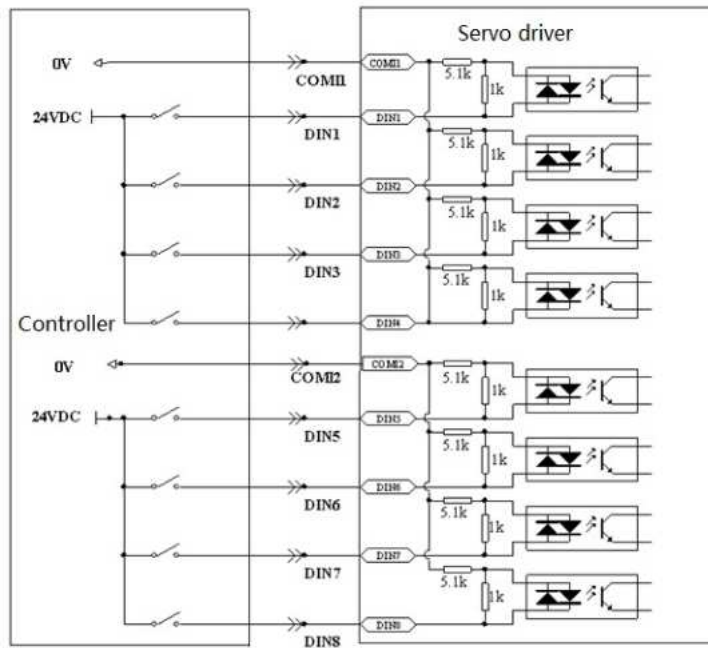 Servo driver
0V
COMI1
COMI1
5.1k
1k
24VDC
DIN1
DIN1
5.1k
1k
DIN2
DIN2
5.1k
1k
DIN3
DIN3
5.1k
1k
Controller
DIN4
0V
COMI2
COMI2
5.1k
1k
24VDC
DIN5
DIN5
5.1k
1k
DIN6
DIN6
5.1k
1k
DIN7
DIN7
5.1k
1k
DIN8
DIN8